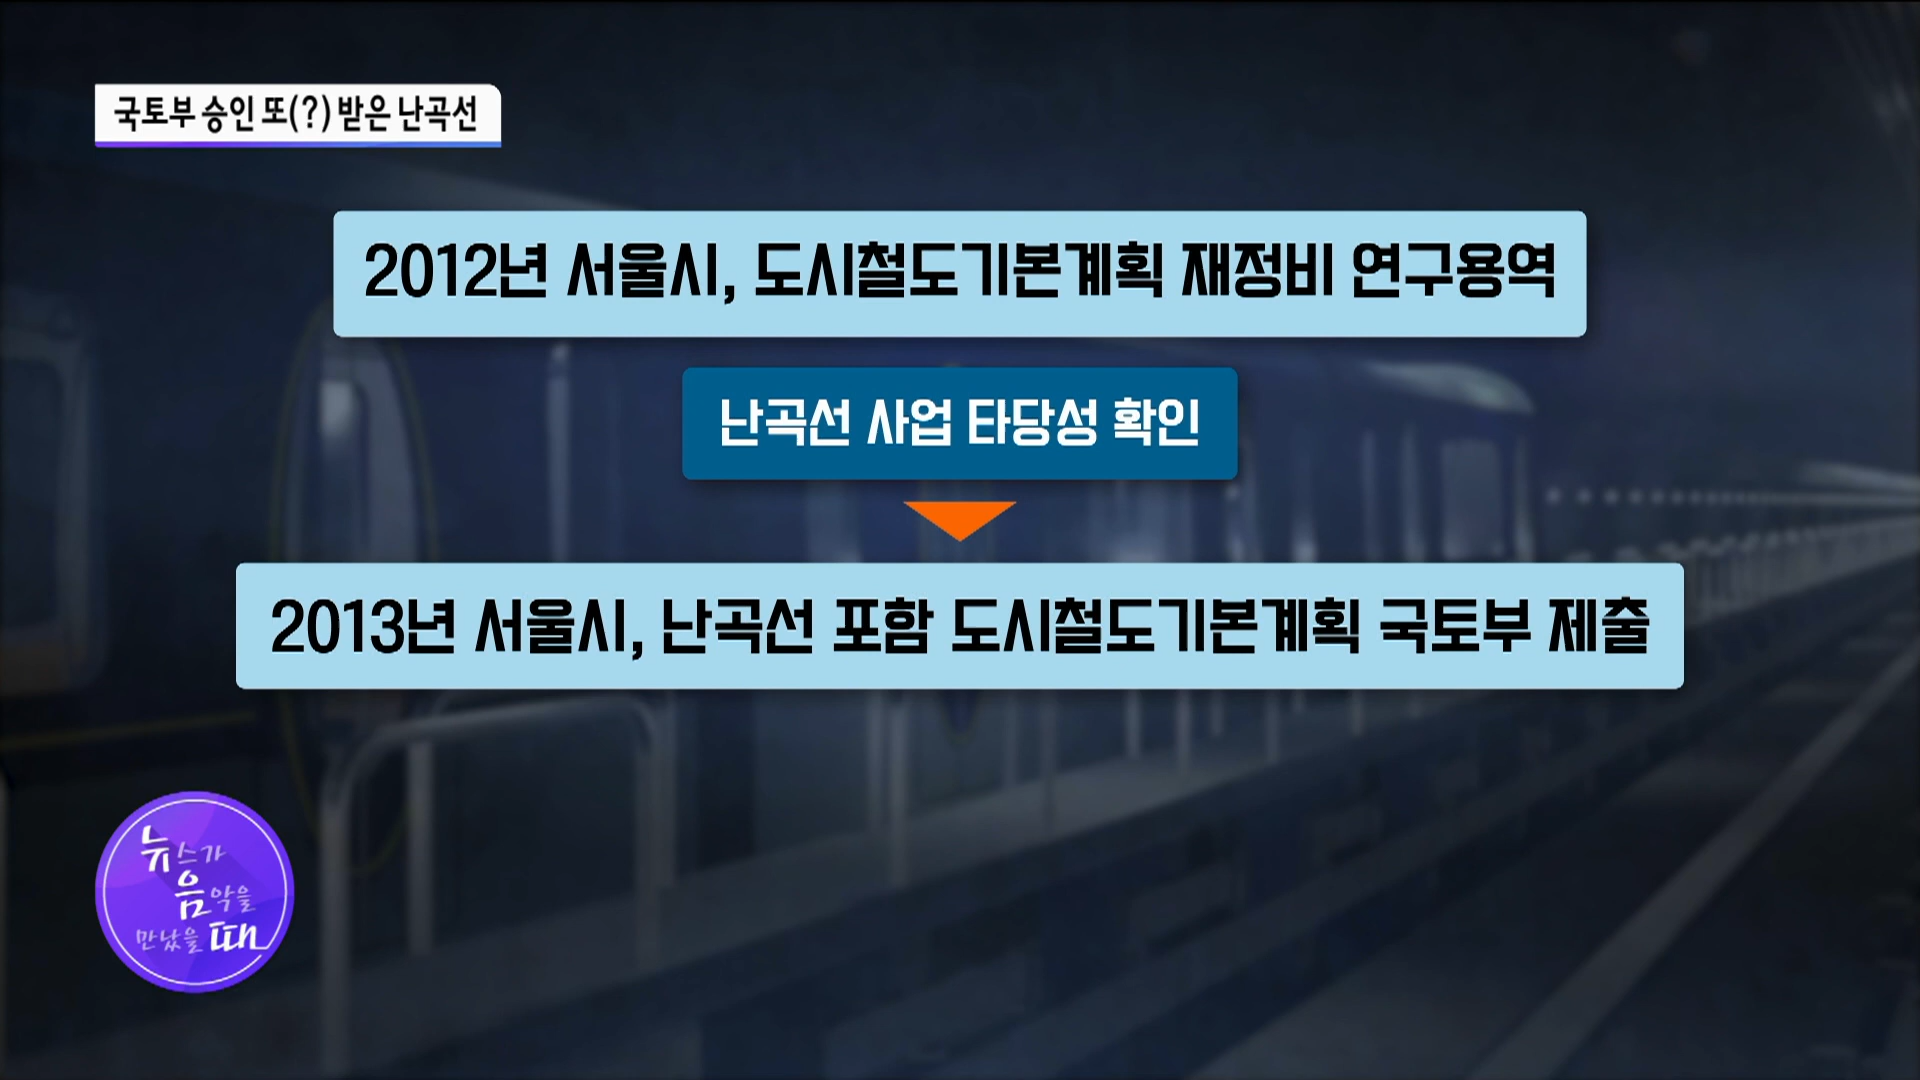 국토부 승인 또(?) 받은 난곡선
2012년 서울시, 도시철도기본계획 재정비 연구용역
난곡선 사업 타당성 확인
2013년 서울시, 난곡선 포함 도시철도기본계획 국토부 제출
뉴스가
음악을
만났을 때